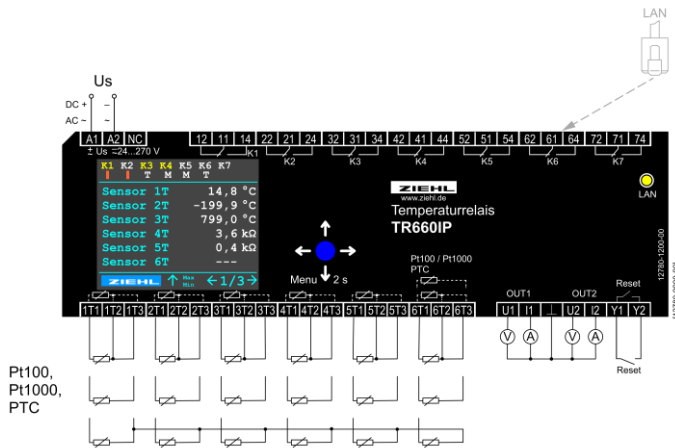 LAN
Us
DC + –
AC ~ ~
A1 A2 NC 12 11 14 22 21 24 32 31 34 42 41 44 52 51 54 62 61 64 72 71 74
± Us ≂24...270 V
K1 K2 K3 K4 K5 K6 K7
K1 K2 K3 K4 K5 K6 K7
T M M T
Sensor 1T 14,8 °C
Sensor 2T -199,9 °C
Sensor 3T 799,0 °C
Sensor 4T 3,6 kΩ
Sensor 5T 0,4 kΩ
Sensor 6T ---
ZIEHL ↑ Max Min ←1/3→
ZIEHL
www.ziehl.de
Temperaturrelais
TR660IP
LAN
Menu 2 s
Pt100 / Pt1000
PTC
12780-1200-00
OUT1 OUT2 Reset
1T1 1T2 1T3 2T1 2T2 2T3 3T1 3T2 3T3 4T1 4T2 4T3 5T1 5T2 5T3 6T1 6T2 6T3 U1 I1 ⊥ U2 I2 Y1 Y2
V A V A
Reset
Pt100,
Pt1000,
PTC